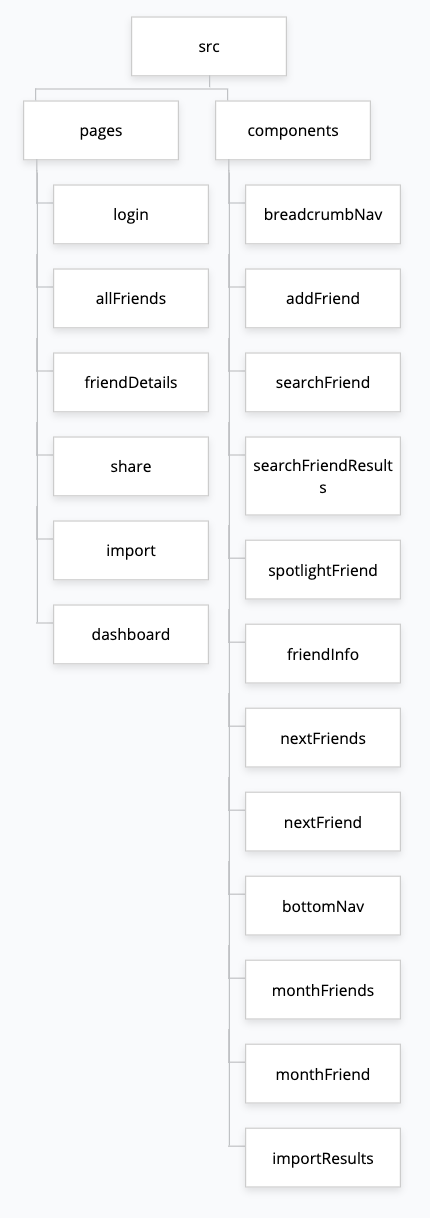 src
pages
components
login
allFriends
friendDetails
share
import
dashboard
breadcrumbNav
addFriend
searchFriend
searchFriendResult
s
spotlightFriend
friendInfo
nextFriends
nextFriend
bottomNav
monthFriends
monthFriend
importResults